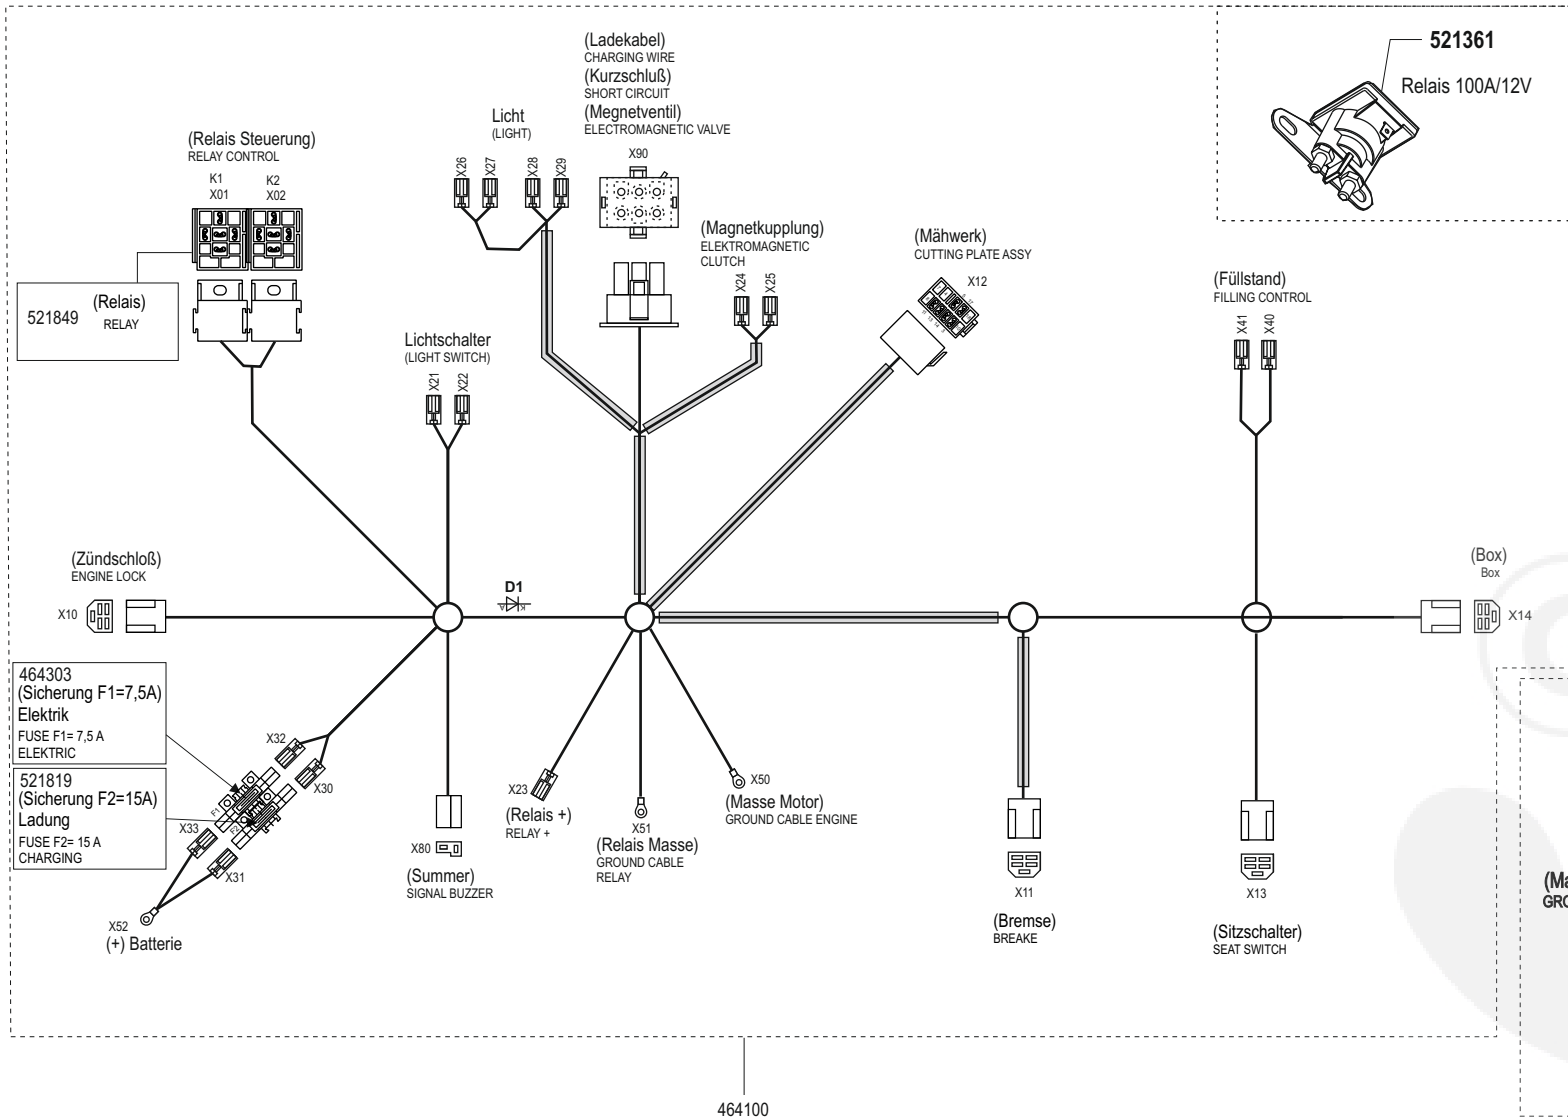 (Ladekabel)
CHARGING WIRE
(Kurzschluß)
SHORT CIRCUIT
(Megnetventil)
ELECTROMAGNETIC VALVE
X90
521361
Relais 100A/12V
Licht
(LIGHT)
X26
X27
X28
X29
(Relais Steuerung)
RELAY CONTROL
K1
X01
K2
X02
521849
(Relais)
RELAY
(Magnetkupplung)
ELEKTROMAGNETIC
CLUTCH
X24
X25
(Mähwerk)
CUTTING PLATE ASSY
X12
(Füllstand)
FILLING CONTROL
X41
X40
Lichtschalter
(LIGHT SWITCH)
X21
X22
(Zündschloß)
ENGINE LOCK
X10
D1
A
K
(Box)
Box
X14
464303
(Sicherung F1=7,5A)
Elektrik
FUSE F1= 7,5 A
ELEKTRIC
521819
(Sicherung F2=15A)
Ladung
FUSE F2= 15 A
CHARGING
X32
X30
F1
F2
X33
X31
X52
(+) Batterie
X80
(Summer)
SIGNAL BUZZER
X23
(Relais +)
RELAY +
X51
(Relais Masse)
GROUND CABLE
RELAY
X50
(Masse Motor)
GROUND CABLE ENGINE
X11
(Bremse)
BREAKE
X13
(Sitzschalter)
SEAT SWITCH
(Ma
GRO
464100